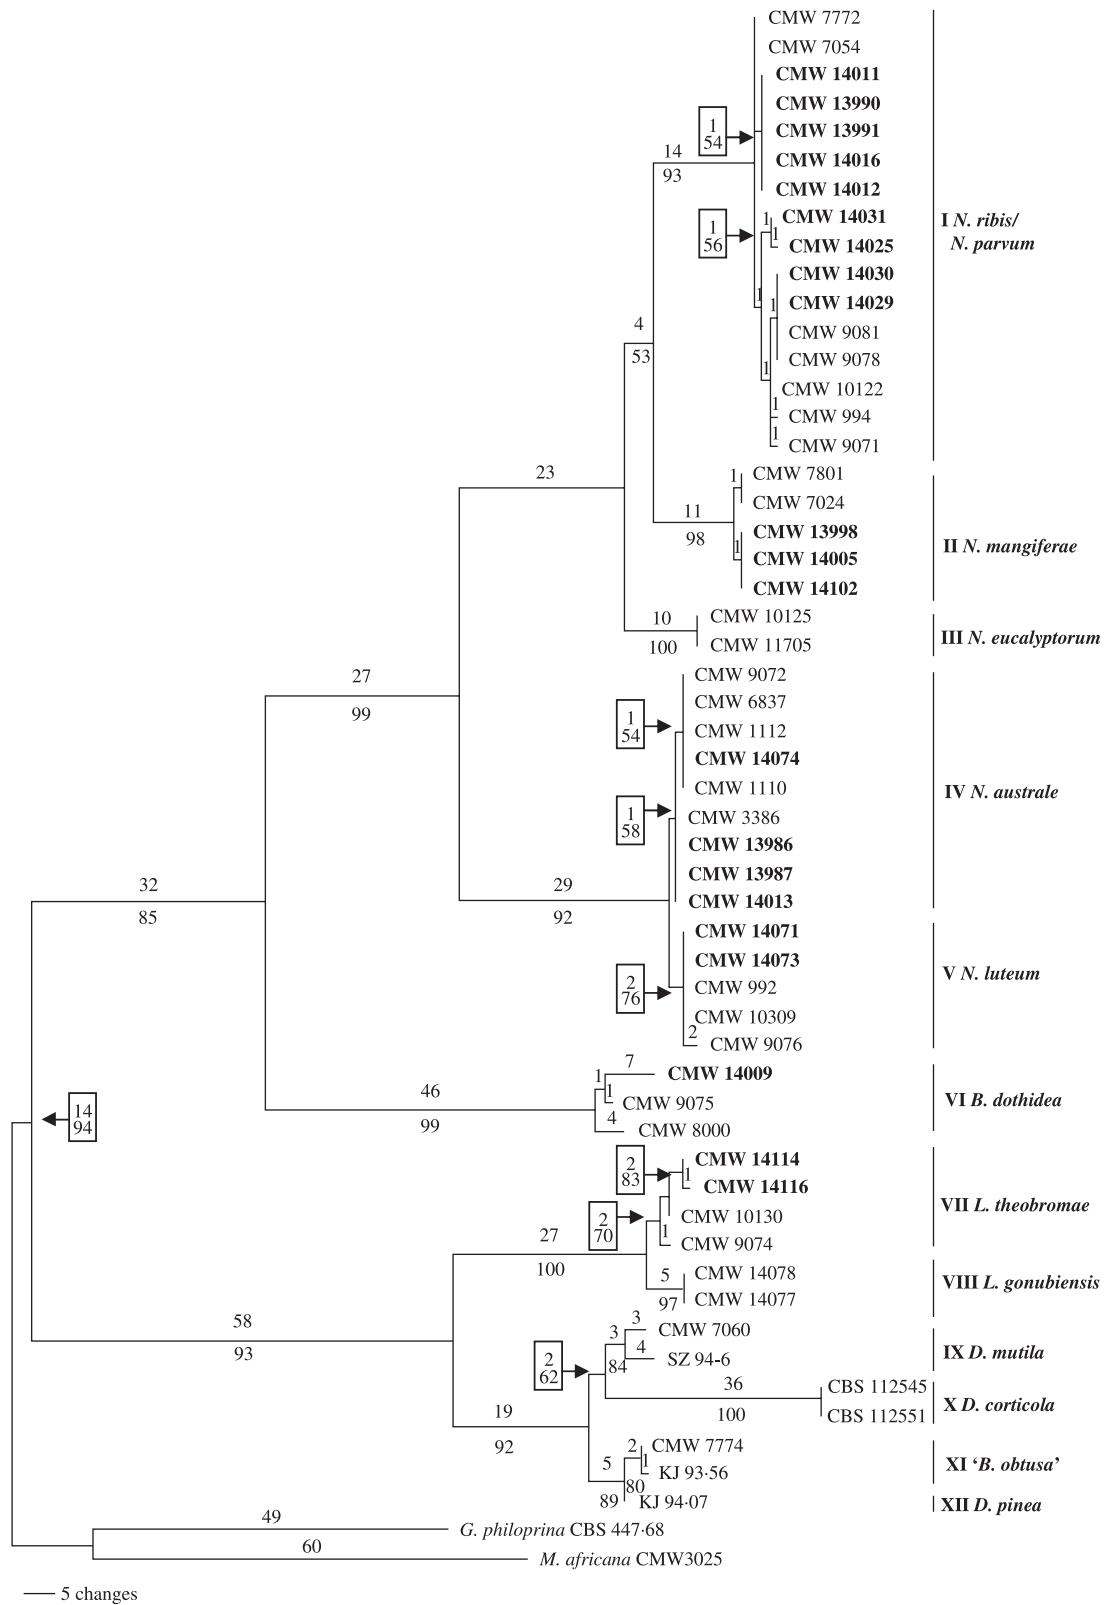 CMW 7772
CMW 7054
CMW 14011
CMW 13990
1
54
CMW 13991
14
93
CMW 14016
CMW 14012
1
56
1
CMW 14031
1
CMW 14025
I N. ribis/
N. parvum
CMW 14030
1
1
CMW 14029
4
53
CMW 9081
CMW 9078
1
CMW 10122
1
CMW 994
1
CMW 9071
23
1
CMW 7801
CMW 7024
11
98
CMW 13998
1
CMW 14005
CMW 14102
II N. mangiferae
10
100
CMW 10125
CMW 11705
III N. eucalyptorum
27
99
CMW 9072
CMW 6837
1
54
CMW 1112
CMW 14074
CMW 1110
IV N. australe
1
58
CMW 3386
CMW 13986
CMW 13987
29
92
CMW 14013
32
85
CMW 14071
CMW 14073
V N. luteum
2
76
CMW 992
CMW 10309
2
CMW 9076
7
CMW 14009
1
1
CMW 9075
VI B. dothidea
46
99
4
CMW 8000
14
94
2
83
CMW 14114
1
CMW 14116
VII L. theobromae
2
70
CMW 10130
1
CMW 9074
27
100
5
97
CMW 14078
CMW 14077
VIII L. gonubiensis
58
93
3
CMW 7060
3
84
4
SZ 94-6
IX D. mutila
2
62
36
100
CBS 112545
CBS 112551
X D. corticola
19
92
2
CMW 7774
1
KJ 93·56
XI ‘B. obtusa’
5
89
80
KJ 94·07
XII D. pinea
49
G. philoprina CBS 447·68
60
M. africana CMW3025
5 changes